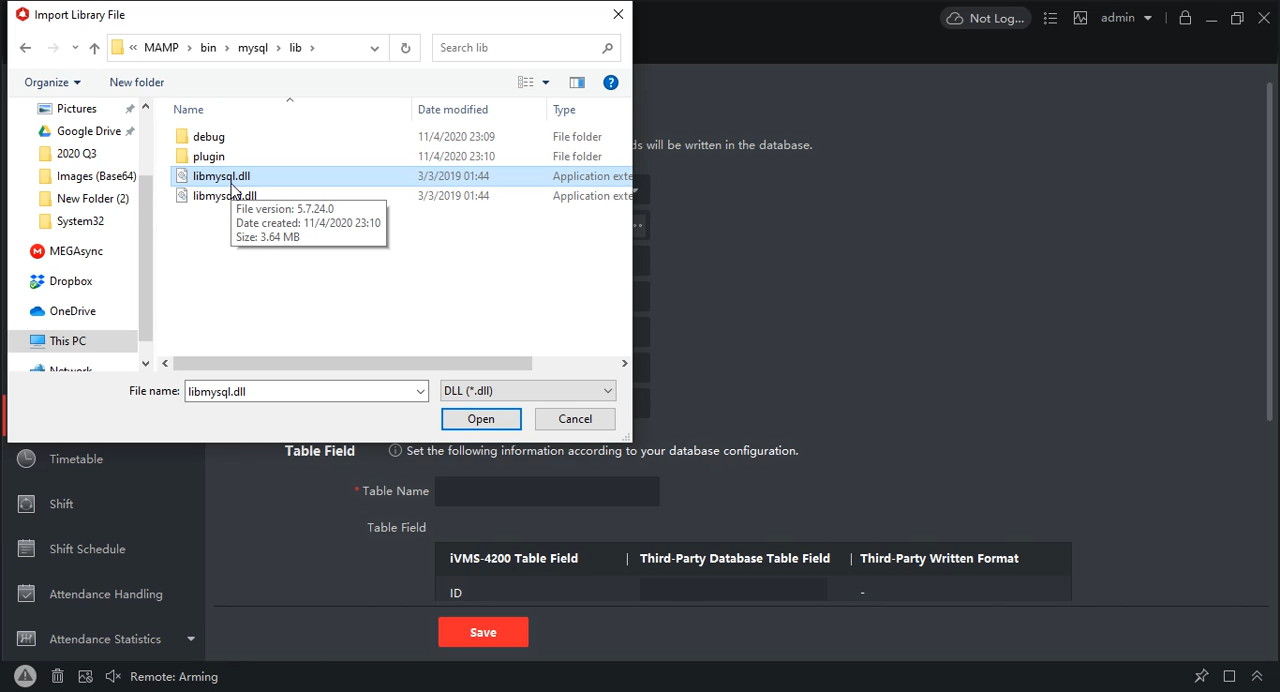 Import Library File
Not Log...
admin
« MAMP › bin › mysql › lib ›
Search lib
Organize
New folder
Pictures
Google Drive
2020 Q3
Images (Base64)
New Folder (2)
System32
MEGAsync
Dropbox
OneDrive
This PC
Network
Name
Date modified
Type
debug 11/4/2020 23:09 File folder
plugin 11/4/2020 23:10 File folder
libmysql.dll 3/3/2019 01:44 Application exte
3/3/2019 01:44 Application exte
File version: 5.7.24.0
Date created: 11/4/2020 23:10
Size: 3.64 MB
ds will be written in the database.
File name: libmysql.dll
DLL (*.dll)
Open
Cancel
Table Field
Set the following information according to your database configuration.
* Table Name
Table Field
iVMS-4200 Table Field | Third-Party Database Table Field | Third-Party Written Format
ID -
Save
Timetable
Shift
Shift Schedule
Attendance Handling
Attendance Statistics
Remote: Arming